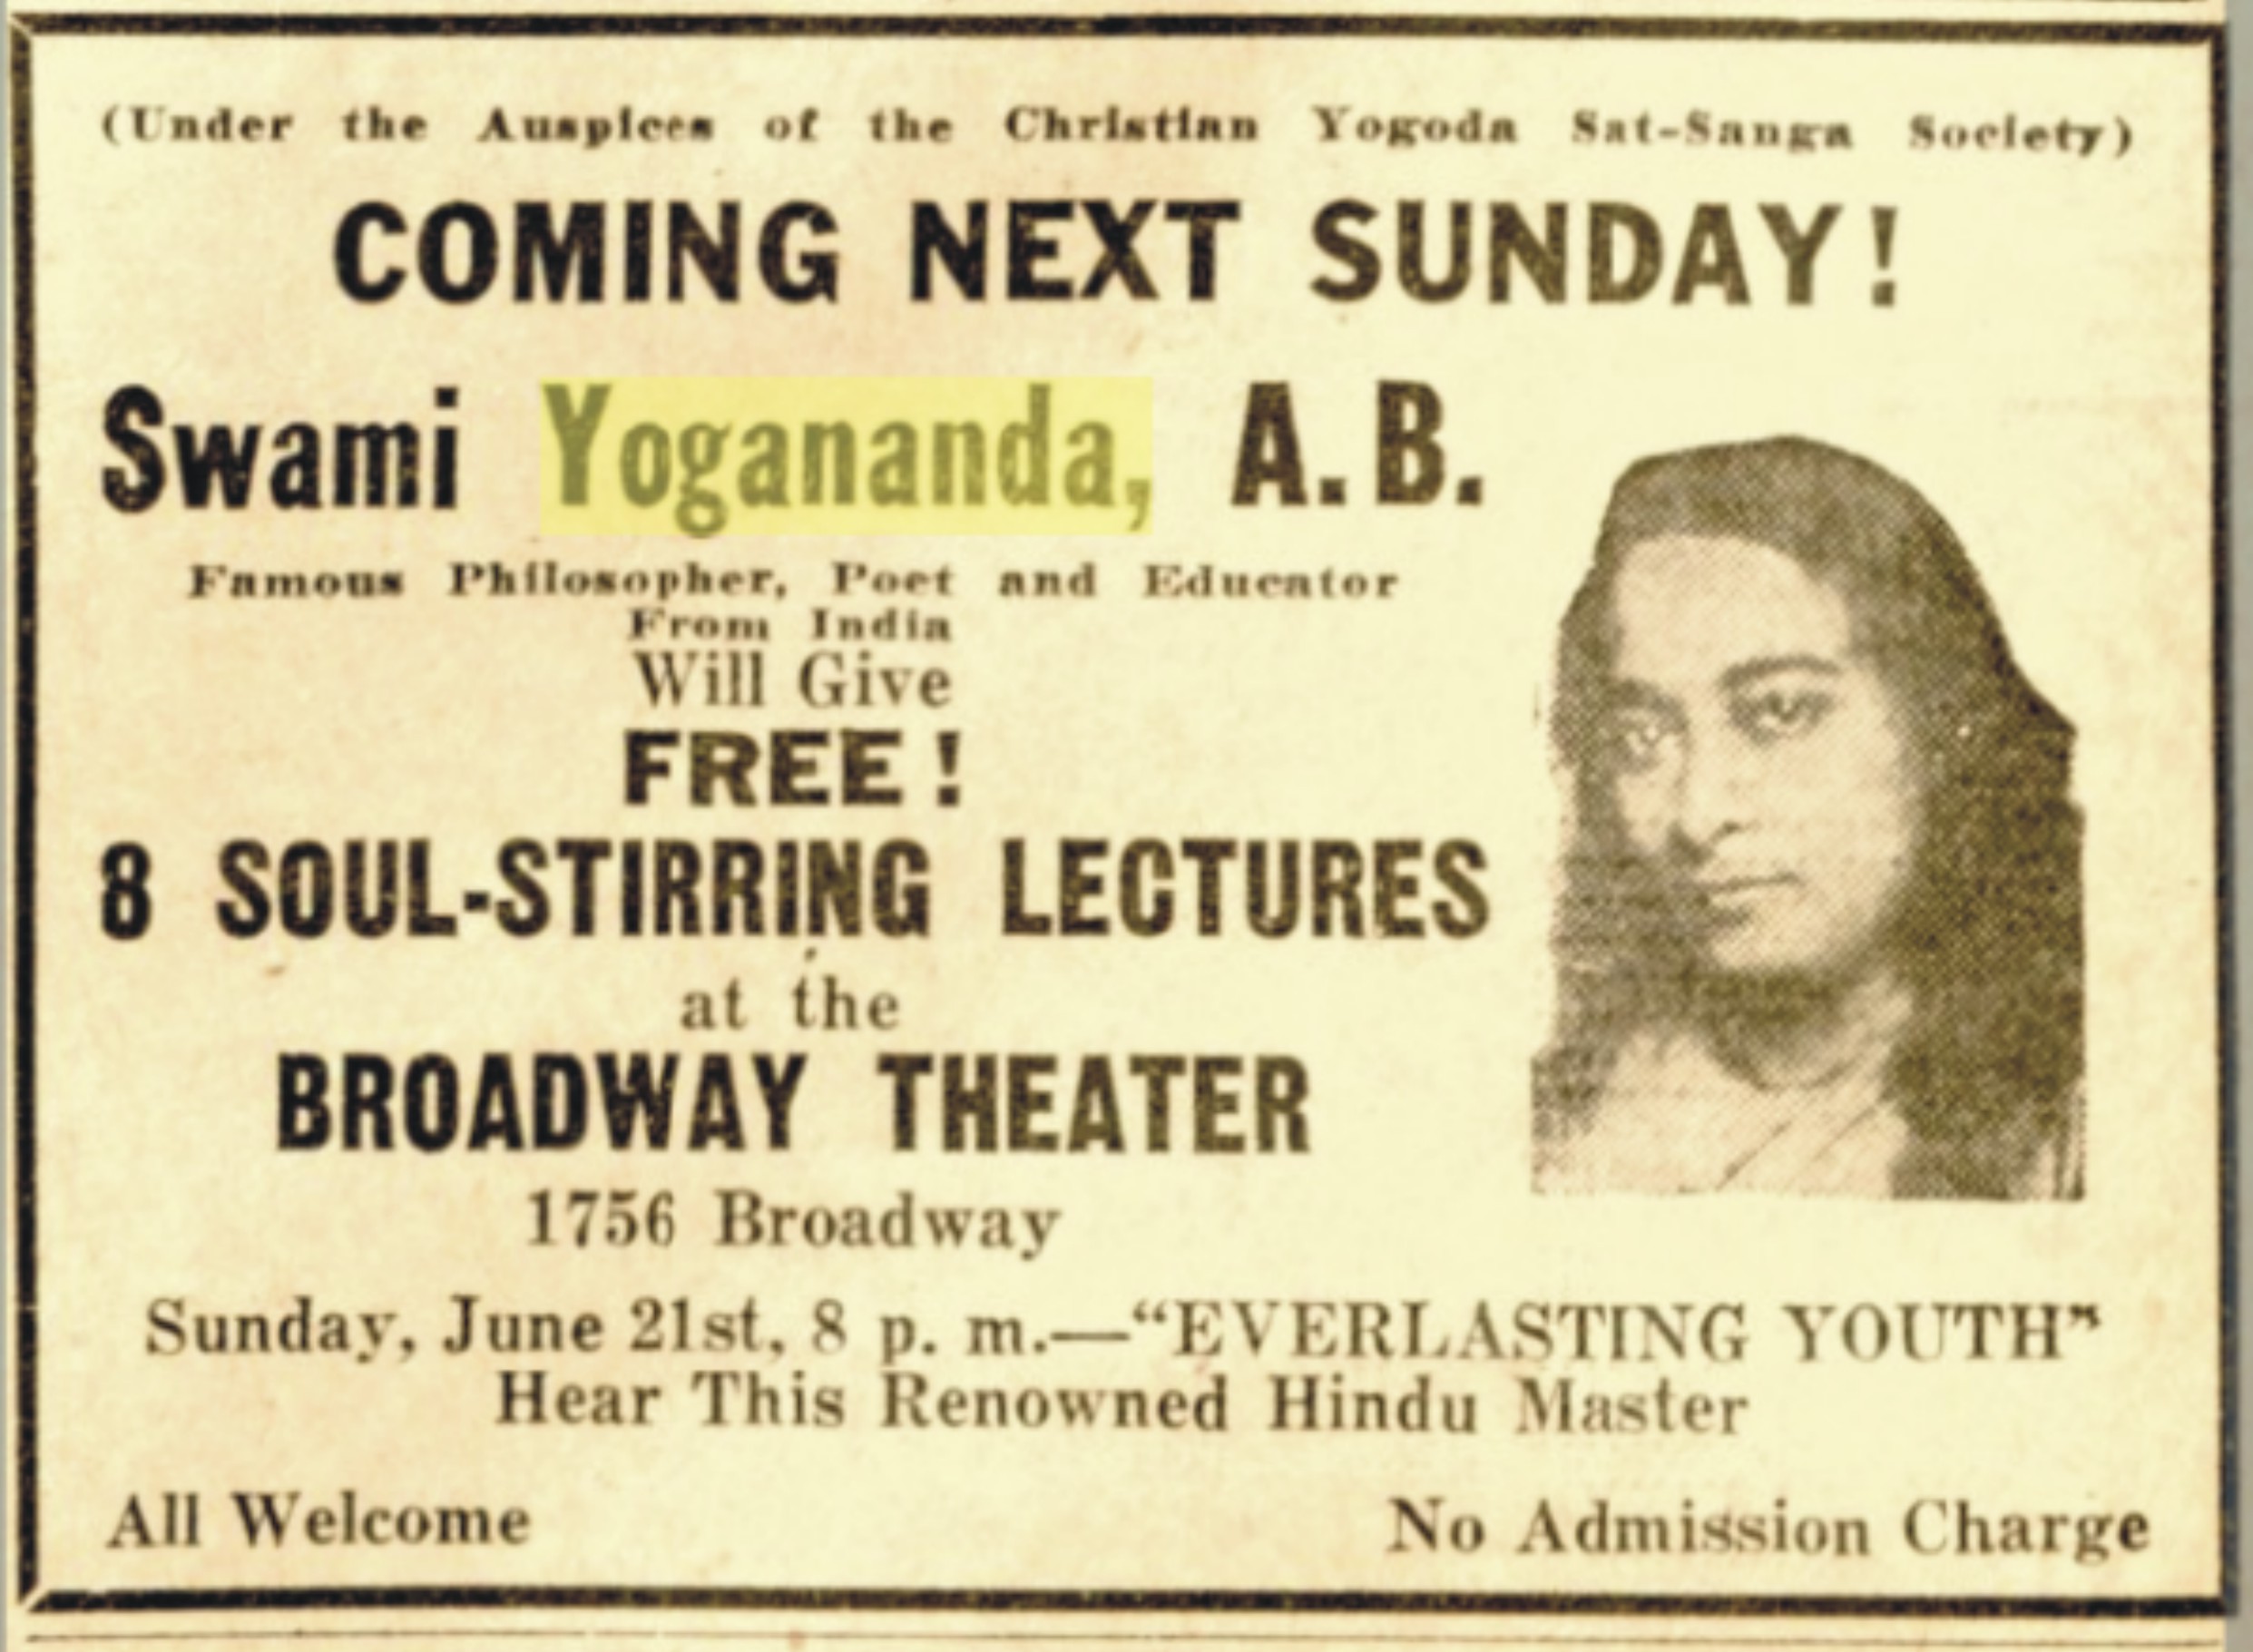 (Under the Auspices of the Christian Yogoda Sat-Sanga Society)
COMING NEXT SUNDAY!
Swami Yogananda, A.B.
Famous Philosopher, Poet and Educator
From India
Will Give
FREE!
8 SOUL-STIRRING LECTURES
at the
BROADWAY THEATER
1756 Broadway
Sunday, June 21st, 8 p. m.—“EVERLASTING YOUTH”
Hear This Renowned Hindu Master
All Welcome
No Admission Charge